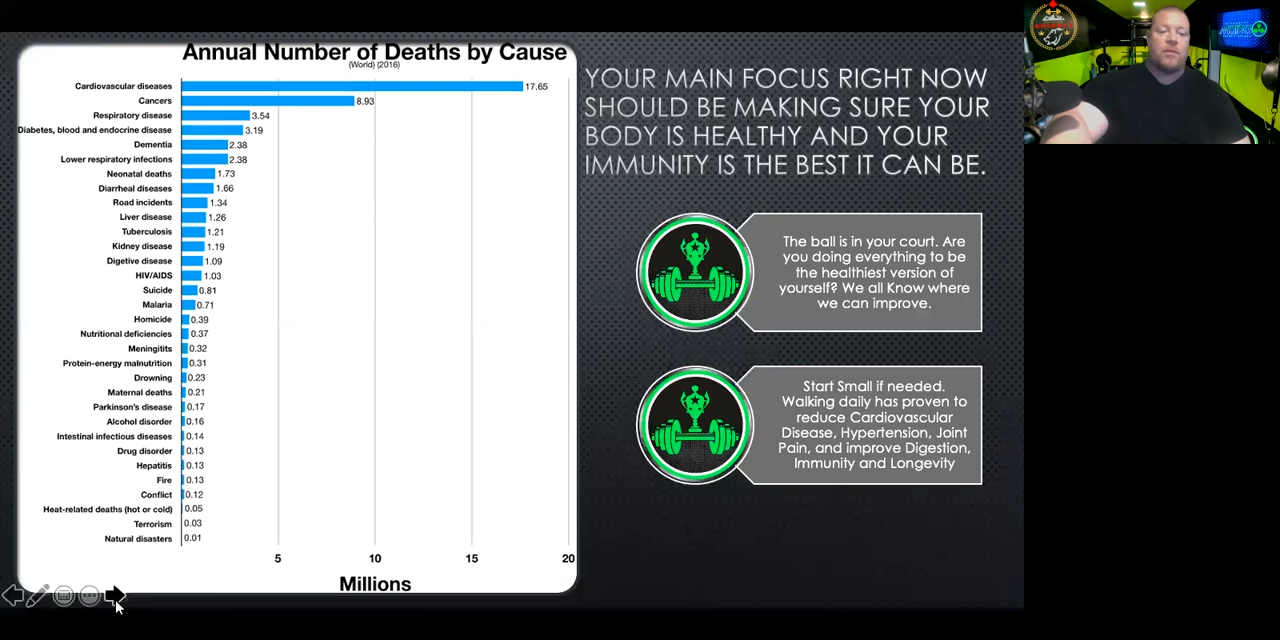 Annual Number of Deaths by Cause
(World) (2016)
Cardiovascular diseases 17.65
Cancers 8.93
Respiratory disease 3.54
Diabetes, blood and endocrine disease 3.19
Dementia 2.38
Lower respiratory infections 2.38
Neonatal deaths 1.73
Diarrheal diseases 1.66
Road incidents 1.34
Liver disease 1.26
Tuberculosis 1.21
Kidney disease 1.19
Digetive disease 1.09
HIV/AIDS 1.03
Suicide 0.81
Malaria 0.71
Homicide 0.39
Nutritional deficiencies 0.37
Meningitits 0.32
Protein-energy malnutrition 0.31
Drowning 0.23
Maternal deaths 0.21
Parkinson's disease 0.17
Alcohol disorder 0.16
Intestinal infectious diseases 0.14
Drug disorder 0.13
Hepatitis 0.13
Fire 0.13
Conflict 0.12
Heat-related deaths (hot or cold) 0.05
Terrorism 0.03
Natural disasters 0.01
5 10 15 20
Millions
YOUR MAIN FOCUS RIGHT NOW
SHOULD BE MAKING SURE YOUR
BODY IS HEALTHY AND YOUR
IMMUNITY IS THE BEST IT CAN BE.
The ball is in your court. Are
you doing everything to be
the healthiest version of
yourself? We all Know where
we can improve.
Start Small if needed.
Walking daily has proven to
reduce Cardiovascular
Disease, Hypertension, Joint
Pain, and improve Digestion,
Immunity and Longevity